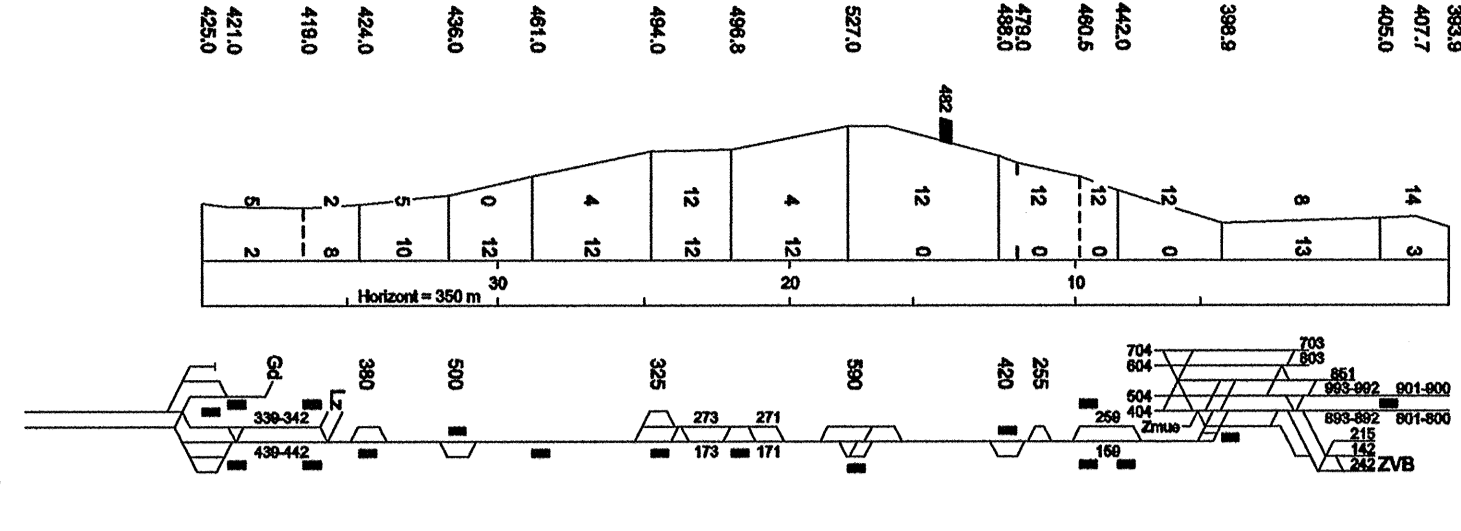 425.0 421.0 419.0 424.0 436.0 461.0 494.0 496.8 527.0 488.0 479.0 460.5 442.0 398.9 405.0 407.7 393.9
482
5 2 5 0 4 12 4 12 12 12 12 8 14
2 8 10 12 12 12 12 0 0 0 0 13 3
30 20 10
Horizont = 350 m
Gd Lz 380 500 325 590 420 255
704 703
604 803
851
504 993-992 901-900
404 893-892 801-800
339-342 273 271 259 Zmue
439-442 173 171 159
215
142
242 ZVB